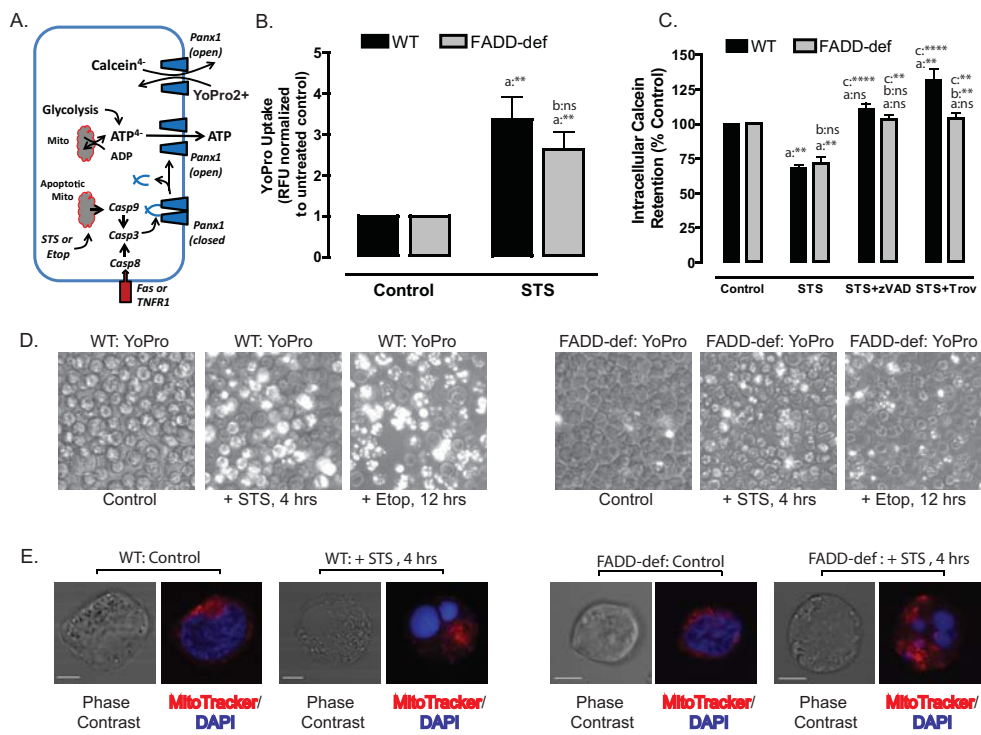 A.
Panx1
(open)
Calcein4-
YoPro2+
Glycolysis
Mito
ATP4-
ATP
ADP
Panx1
(open)
Apoptotic
Mito
Casp9
Casp3
Panx1
(closed
STS or
Etop
Casp8
Fas or
TNFR1
B.
WT
FADD-def
YoPro Uptake
(RFU normalized
to untreated control)
5
4
3
2
1
0
a:**
b:ns
a:**
Control
STS
C.
WT
FADD-def
Intracellular Calcein
Retention (% Control)
150
125
100
75
50
25
0
a:**
b:ns
a:**
c:****
a:ns
c:**
b:ns
a:ns
c:****
a:**
c:**
b:**
a:ns
Control
STS
STS+zVAD
STS+Trov
D.
WT: YoPro
WT: YoPro
WT: YoPro
FADD-def: YoPro
FADD-def: YoPro
FADD-def: YoPro
Control
+ STS, 4 hrs
+ Etop, 12 hrs
Control
+ STS, 4 hrs
+ Etop, 12 hrs
E.
WT: Control
WT: + STS , 4 hrs
FADD-def: Control
FADD-def : + STS, 4 hrs
Phase
Contrast
MitoTracker/
DAPI
Phase
Contrast
MitoTracker/
DAPI
Phase
Contrast
MitoTracker/
DAPI
Phase
Contrast
MitoTracker/
DAPI